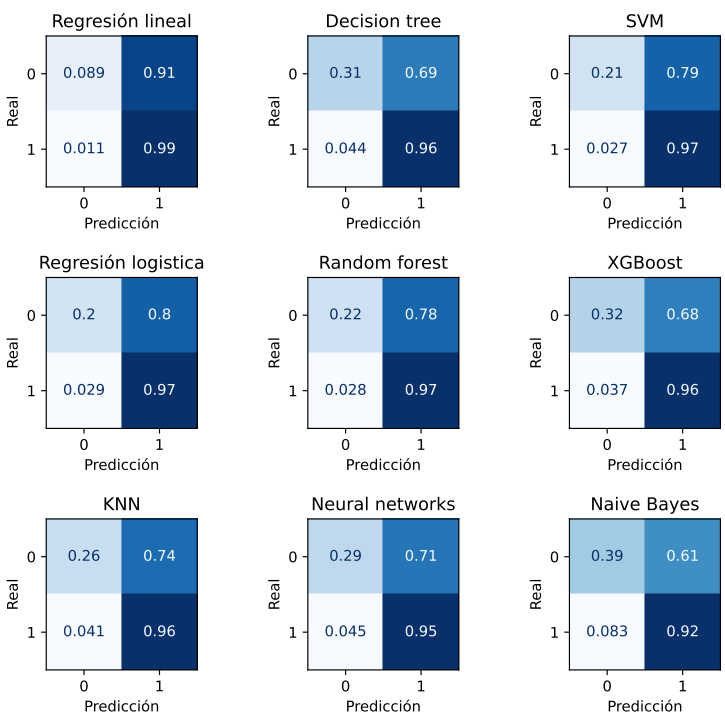 Regresión lineal
Real
0
0.089
0.91
1
0.011
0.99
0
1
Predicción
Decision tree
Real
0
0.31
0.69
1
0.044
0.96
0
1
Predicción
SVM
Real
0
0.21
0.79
1
0.027
0.97
0
1
Predicción
Regresión logistica
Real
0
0.2
0.8
1
0.029
0.97
0
1
Predicción
Random forest
Real
0
0.22
0.78
1
0.028
0.97
0
1
Predicción
XGBoost
Real
0
0.32
0.68
1
0.037
0.96
0
1
Predicción
KNN
Real
0
0.26
0.74
1
0.041
0.96
0
1
Predicción
Neural networks
Real
0
0.29
0.71
1
0.045
0.95
0
1
Predicción
Naive Bayes
Real
0
0.39
0.61
1
0.083
0.92
0
1
Predicción